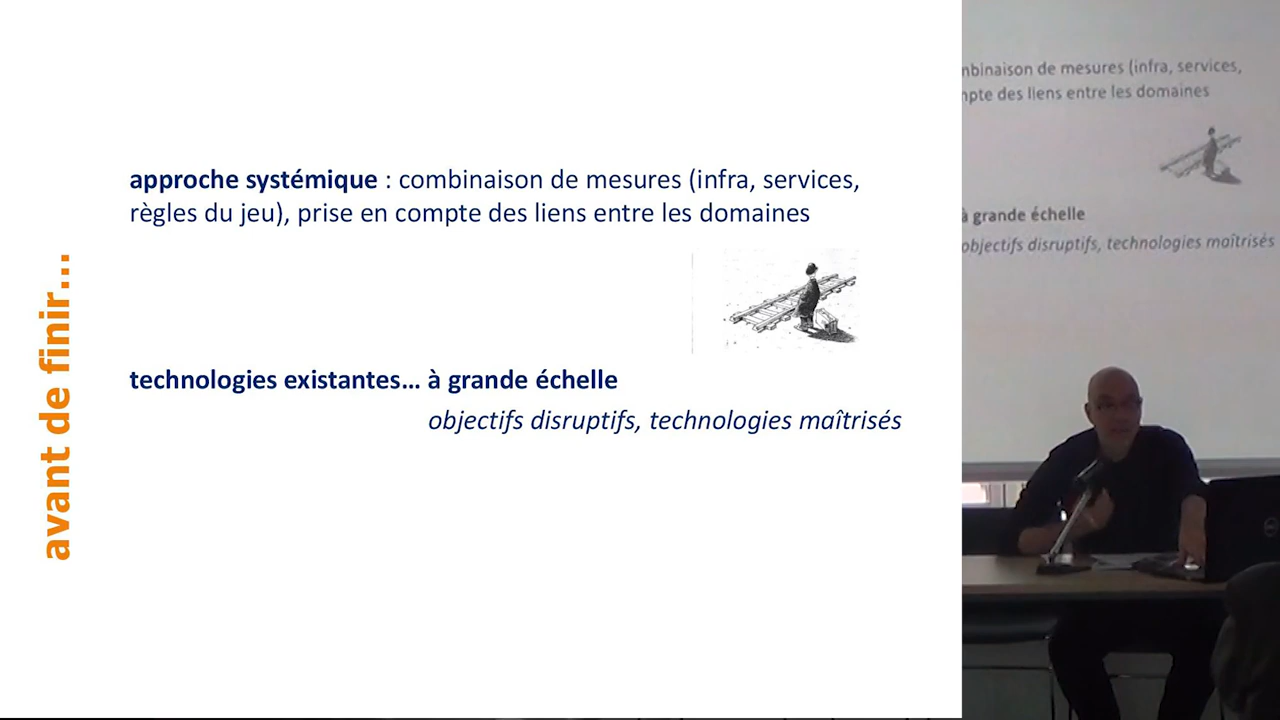 avant de finir...
approche systémique : combinaison de mesures (infra, services,
règles du jeu), prise en compte des liens entre les domaines
technologies existantes... à grande échelle
objectifs disruptifs, technologies maîtrisés
nbinaison de mesures (infra, services,
npte des liens entre les domaines
à grande échelle
objectifs disruptifs, technologies maîtrisés